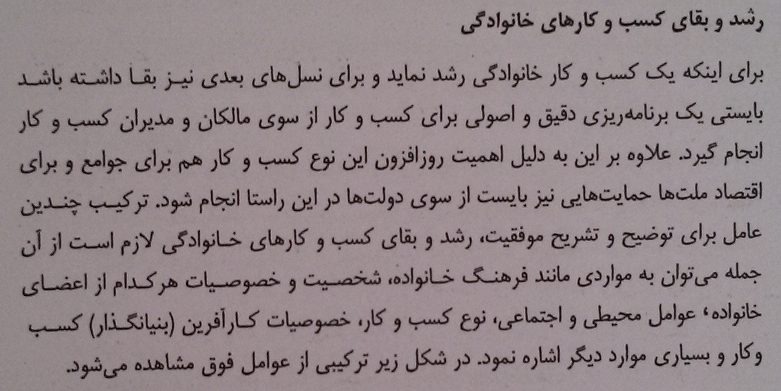 رشد و بقای کسب و کارهای خانوادگی
برای اینکه یک کسب و کار خانوادگی رشد نماید و برای نسل‌های بعدی نیز بقا داشته باشد
بایستی یک برنامه‌ریزی دقیق و اصولی برای کسب و کار از سوی مالکان و مدیران کسب و کار
انجام گیرد. علاوه بر این به دلیل اهمیت روزافزون این نوع کسب و کار هم برای جوامع و برای
اقتصاد ملت‌ها حمایت‌هایی نیز بایست از سوی دولت‌ها در این راستا انجام شود. ترکیب چندین
عامل برای توضیح و تشریح موفقیت، رشد و بقای کسب و کارهای خانوادگی لازم است از آن
جمله می‌توان به مواردی مانند فرهنگ خانواده، شخصیت و خصوصیات هرکدام از اعضای
خانواده، عوامل محیطی و اجتماعی، نوع کسب و کار، خصوصیات کارآفرین (بنیانگذار) کسب
وکار و بسیاری موارد دیگر اشاره نمود. در شکل زیر ترکیبی از عوامل فوق مشاهده می‌شود.